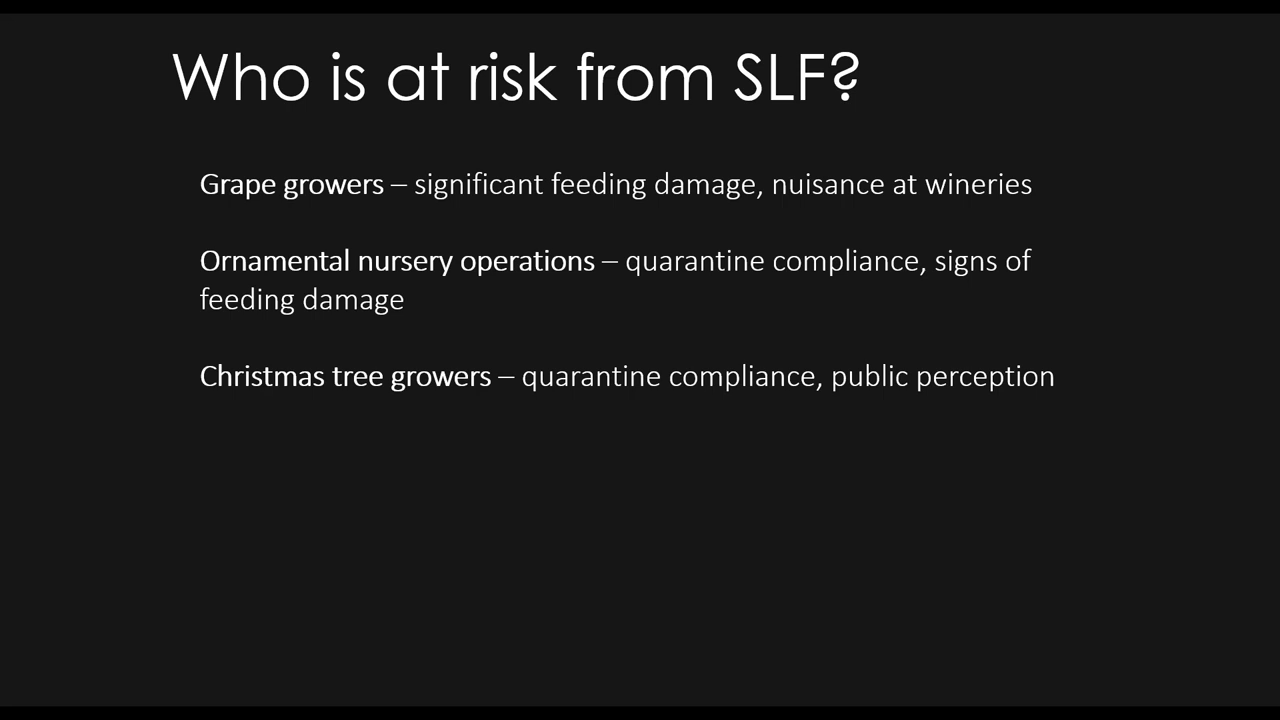 Who is at risk from SLF?
Grape growers – significant feeding damage, nuisance at wineries
Ornamental nursery operations – quarantine compliance, signs of
feeding damage
Christmas tree growers – quarantine compliance, public perception